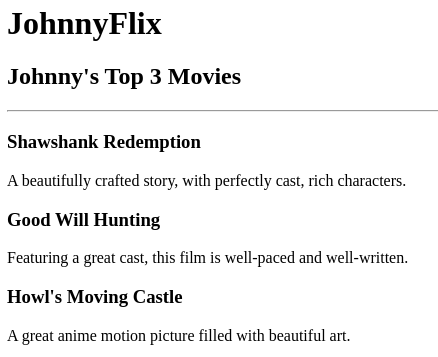 JohnnyFlix
Johnny's Top 3 Movies
Shawshank Redemption
A beautifully crafted story, with perfectly cast, rich characters.
Good Will Hunting
Featuring a great cast, this film is well-paced and well-written.
Howl's Moving Castle
A great anime motion picture filled with beautiful art.